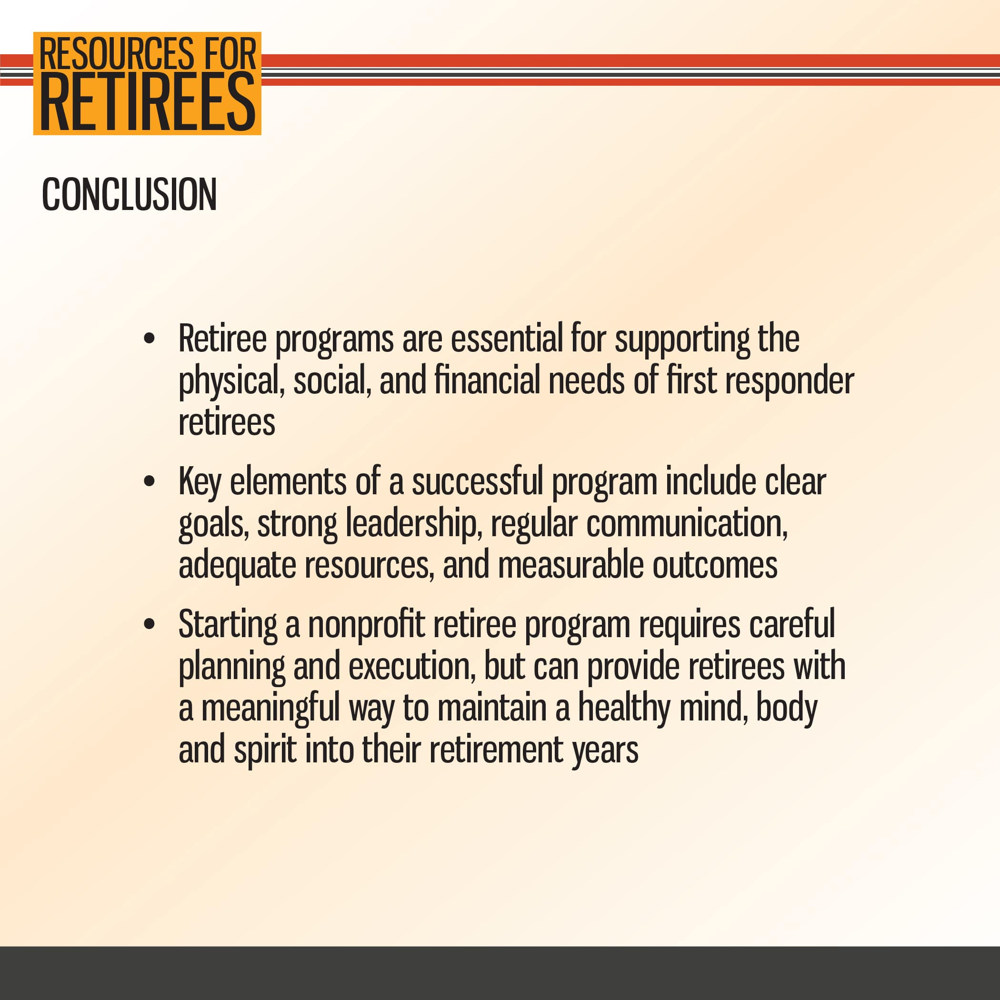 RESOURCES FOR
RETIREES
CONCLUSION
• Retiree programs are essential for supporting the
physical, social, and financial needs of first responder
retirees
• Key elements of a successful program include clear
goals, strong leadership, regular communication,
adequate resources, and measurable outcomes
• Starting a nonprofit retiree program requires careful
planning and execution, but can provide retirees with
a meaningful way to maintain a healthy mind, body
and spirit into their retirement years